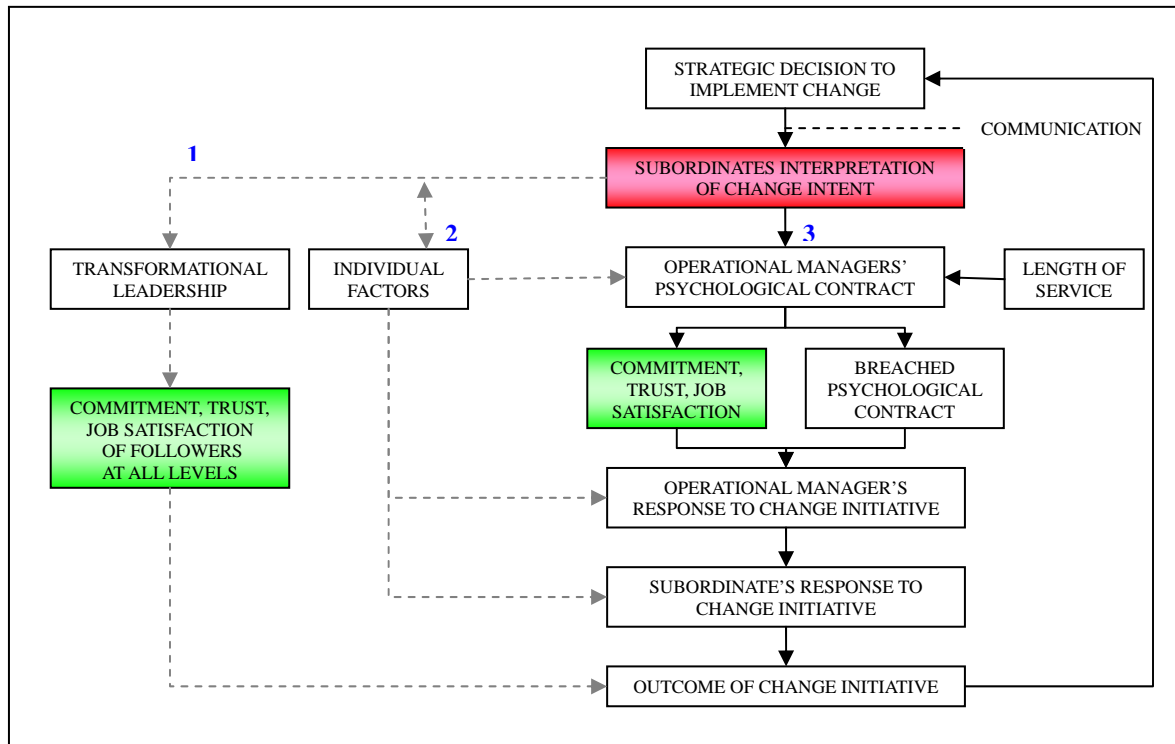 STRATEGIC DECISION TO
IMPLEMENT CHANGE
COMMUNICATION
1
SUBORDINATES INTERPRETATION
OF CHANGE INTENT
2
3
TRANSFORMATIONAL
LEADERSHIP
INDIVIDUAL
FACTORS
OPERATIONAL MANAGERS’
PSYCHOLOGICAL CONTRACT
LENGTH OF
SERVICE
COMMITMENT,
TRUST, JOB
SATISFACTION
BREACHED
PSYCHOLOGICAL
CONTRACT
COMMITMENT, TRUST,
JOB SATISFACTION
OF FOLLOWERS
AT ALL LEVELS
OPERATIONAL MANAGER’S
RESPONSE TO CHANGE INITIATIVE
SUBORDINATE’S RESPONSE TO
CHANGE INITIATIVE
OUTCOME OF CHANGE INITIATIVE